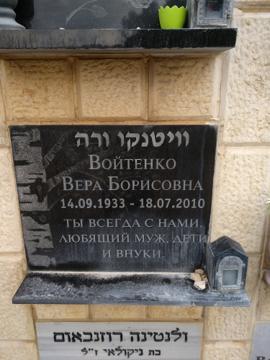 וויטנקו ורה
ВОЙТЕНКО
ВЕРА БОРИСОВНА
14.09.1933 - 18.07.2010
ТЫ ВСЕГДА С НАМИ.
ЛЮБЯЩИЙ МУЖ, ДЕТИ
И ВНУКИ.
ולנטינה רוזנבאום
בת ניקולאי ז"ל